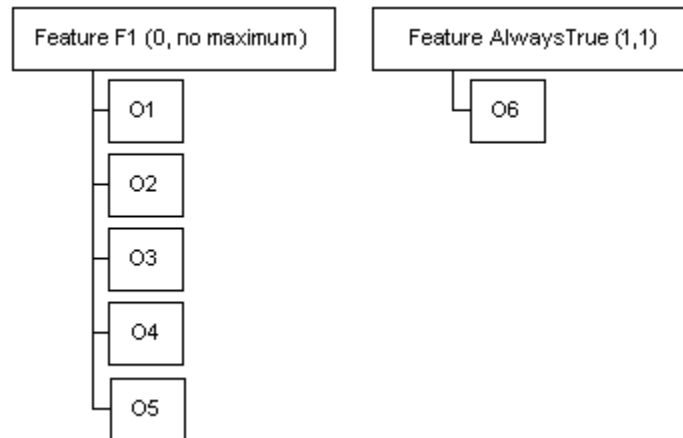 Feature F1 (0, no maximum)
O1
O2
O3
O4
O5
Feature AlwaysTrue (1,1)
O6